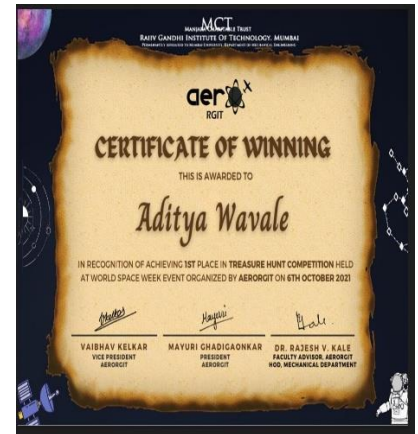 MCT
MANJARA CHARITABLE TRUST
RAJIV GANDHI INSTITUTE OF TECHNOLOGY, MUMBAI
aer x
RGIT
CERTIFICATE OF WINNING
THIS IS AWARDED TO
Aditya Wavale
IN RECOGNITION OF ACHIEVING 1ST PLACE IN TREASURE HUNT COMPETITION HELD
AT WORLD SPACE WEEK EVENT ORGANIZED BY AERORGIT ON 6TH OCTOBER 2021
VAIBHAV KELKAR
VICE PRESIDENT
AERORGIT
MAYURI GHADIGAONKAR
PRESIDENT
AERORGIT
DR. RAJESH V. KALE
FACULTY ADVISOR, AERORGIT
HOD, MECHANICAL DEPARTMENT